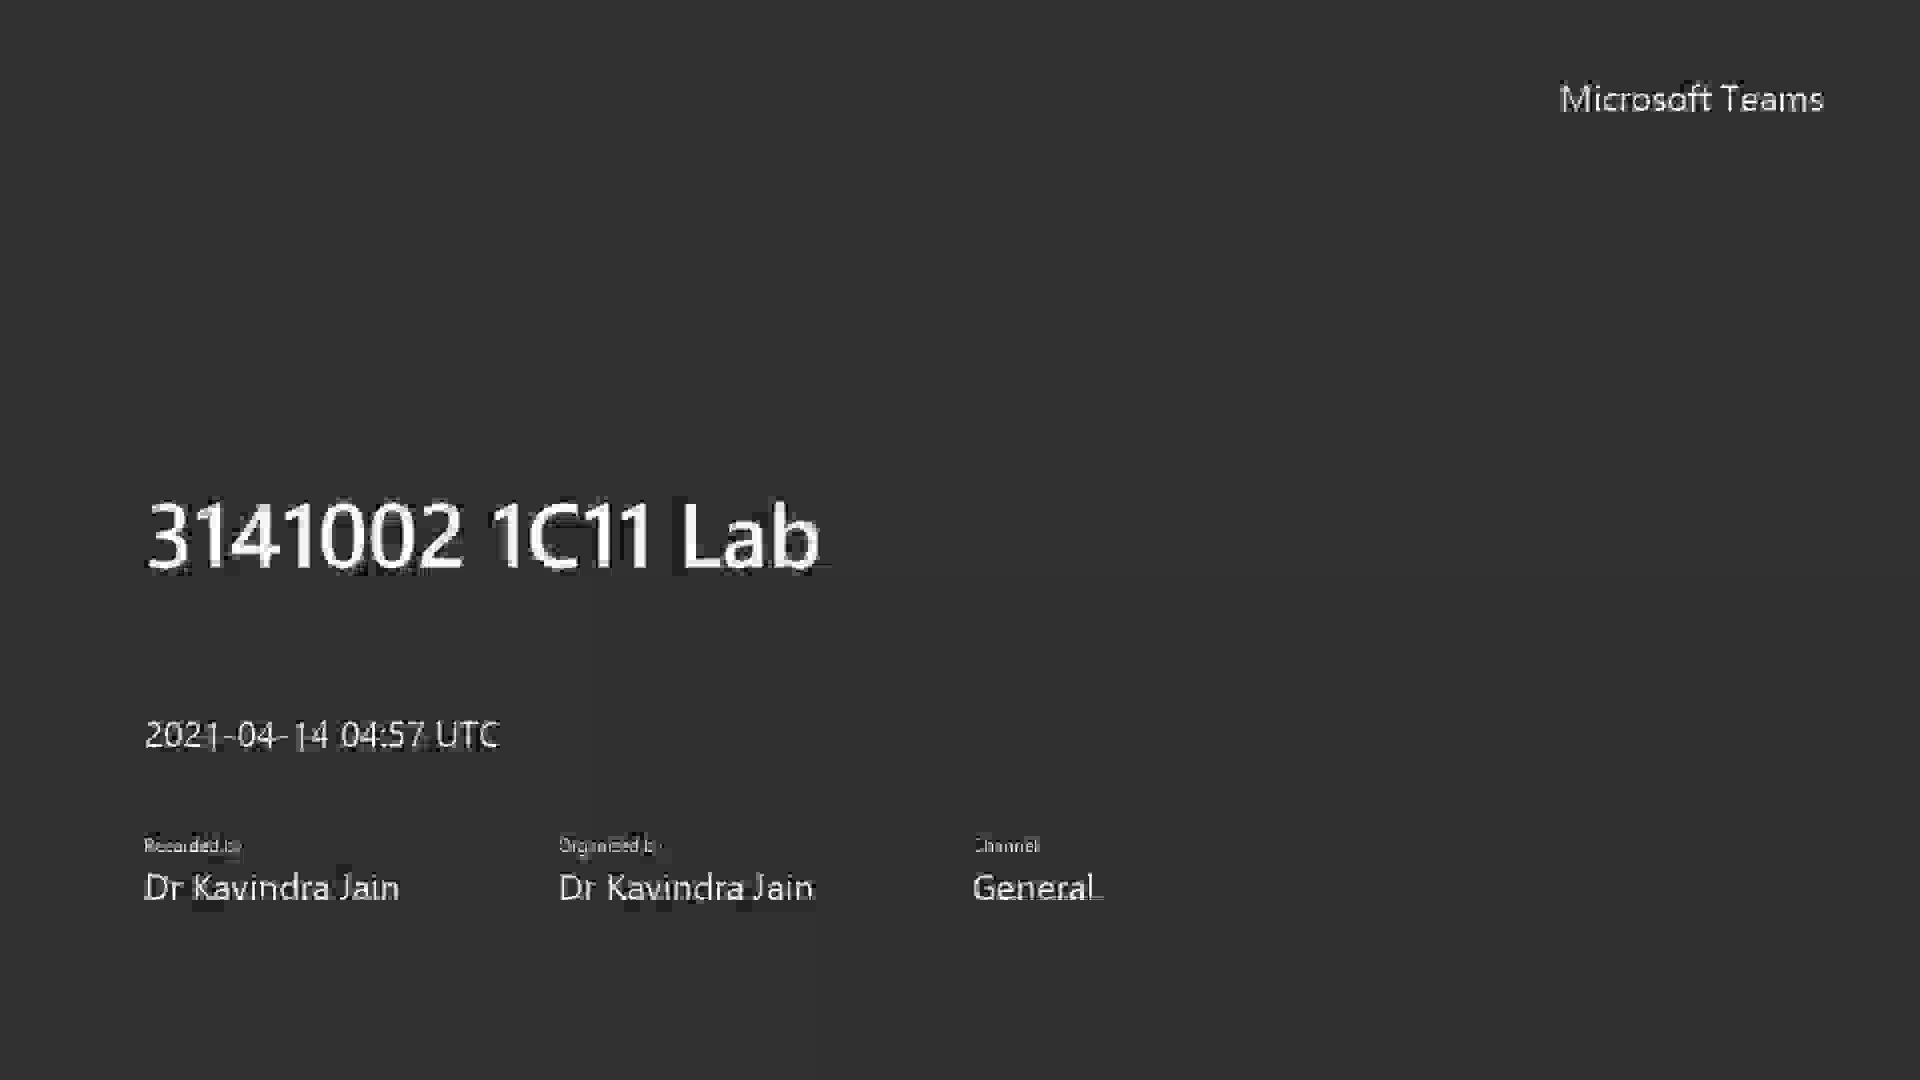 Microsoft Teams
3141002 1C11 Lab
2021-04-14 04:57 UTC
Recorded by Organized by Channel
Dr Kavindra Jain Dr Kavindra Jain General